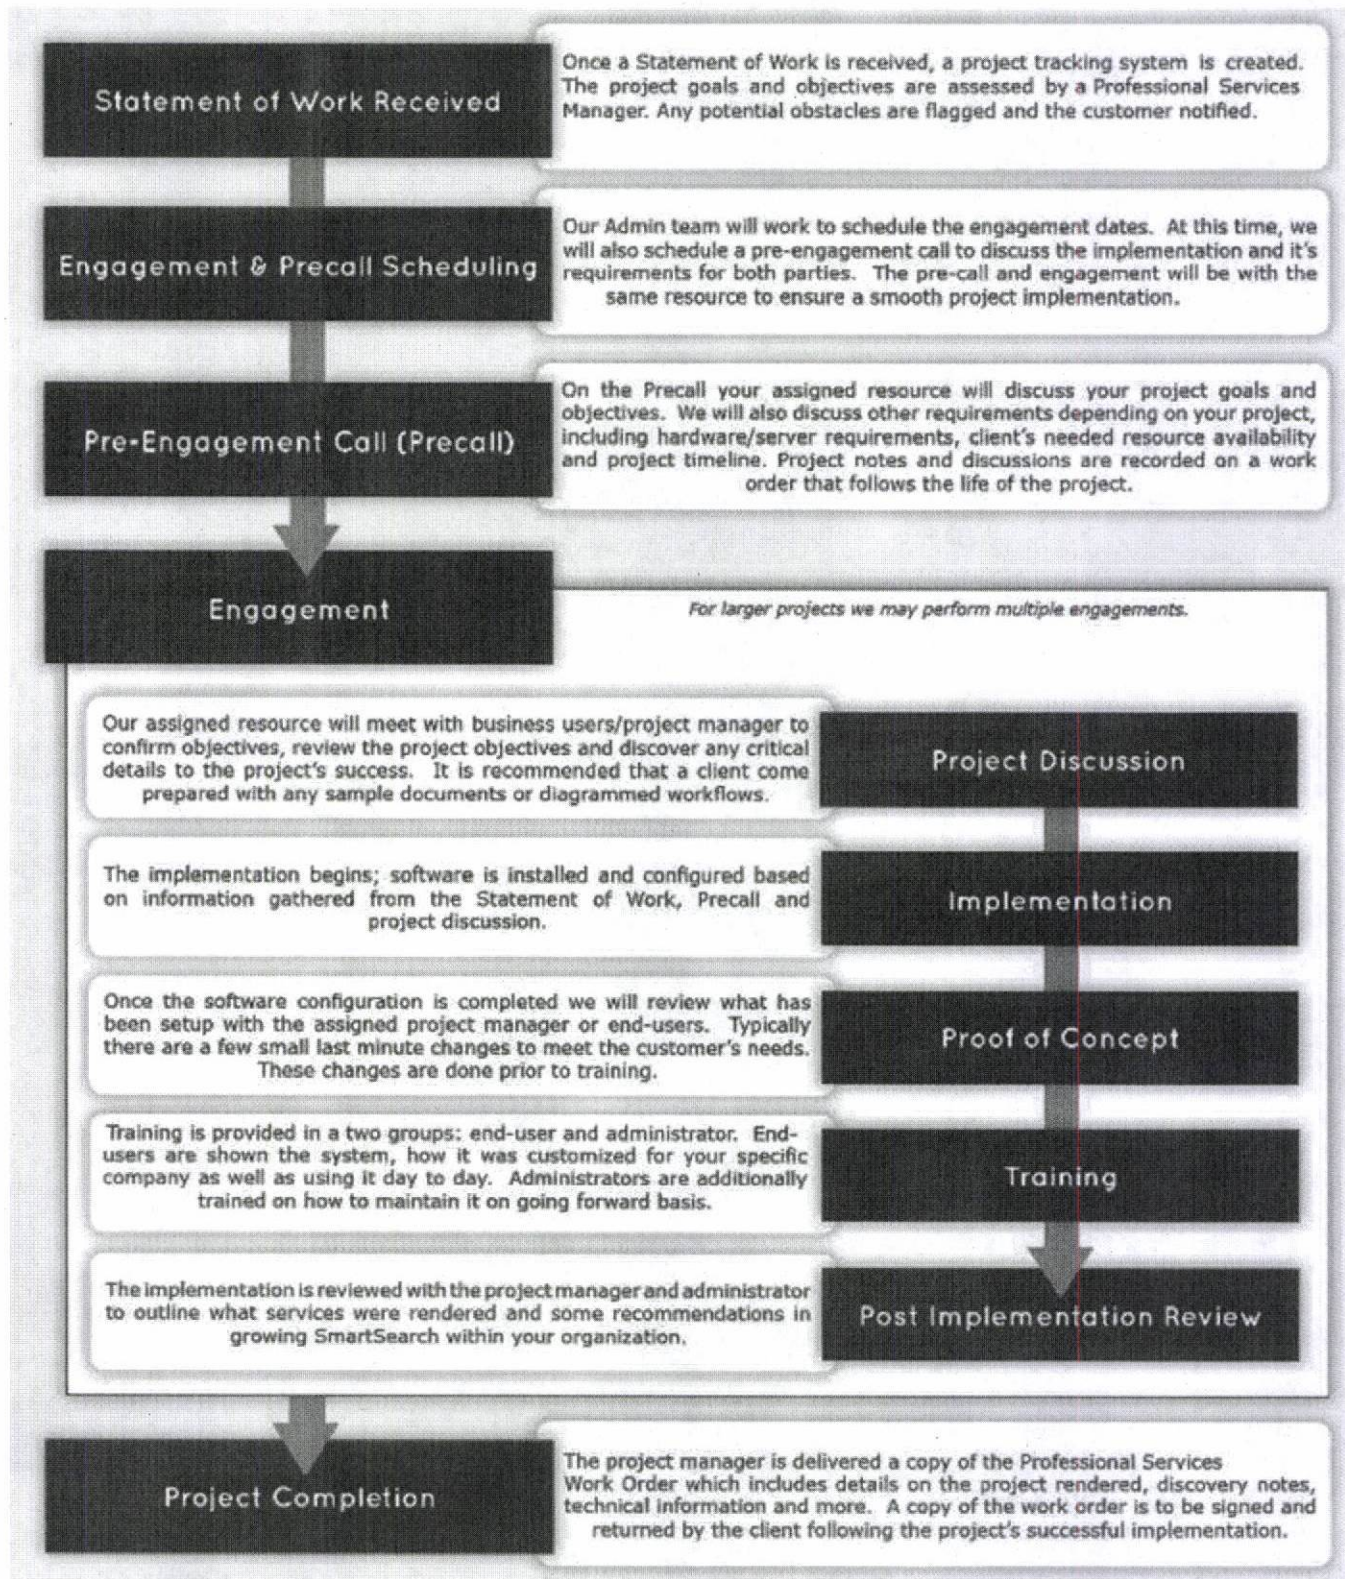 Statement of Work Received
Once a Statement of Work is received, a project tracking system is created.
The project goals and objectives are assessed by a Professional Services
Manager. Any potential obstacles are flagged and the customer notified.
Engagement & Precall Scheduling
Our Admin team will work to schedule the engagement dates. At this time, we
will also schedule a pre-engagement call to discuss the implementation and it's
requirements for both parties. The pre-call and engagement will be with the
same resource to ensure a smooth project implementation.
Pre-Engagement Call (Precall)
On the Precall your assigned resource will discuss your project goals and
objectives. We will also discuss other requirements depending on your project,
including hardware/server requirements, client's needed resource availability
and project timeline. Project notes and discussions are recorded on a work
order that follows the life of the project.
Engagement
For larger projects we may perform multiple engagements.
Our assigned resource will meet with business users/project manager to
confirm objectives, review the project objectives and discover any critical
details to the project's success. It is recommended that a client come
prepared with any sample documents or diagrammed workflows.
Project Discussion
The implementation begins; software is installed and configured based
on information gathered from the Statement of Work, Precall and
project discussion.
Implementation
Once the software configuration is completed we will review what has
been setup with the assigned project manager or end-users. Typically
there are a few small last minute changes to meet the customer's needs.
These changes are done prior to training.
Proof of Concept
Training is provided in a two groups: end-user and administrator. End-
users are shown the system, how it was customized for your specific
company as well as using it day to day. Administrators are additionally
trained on how to maintain it on going forward basis.
Training
The implementation is reviewed with the project manager and administrator
to outline what services were rendered and some recommendations in
growing SmartSearch within your organization.
Post Implementation Review
Project Completion
The project manager is delivered a copy of the Professional Services
Work Order which includes details on the project rendered, discovery notes,
technical information and more. A copy of the work order is to be signed and
returned by the client following the project's successful implementation.